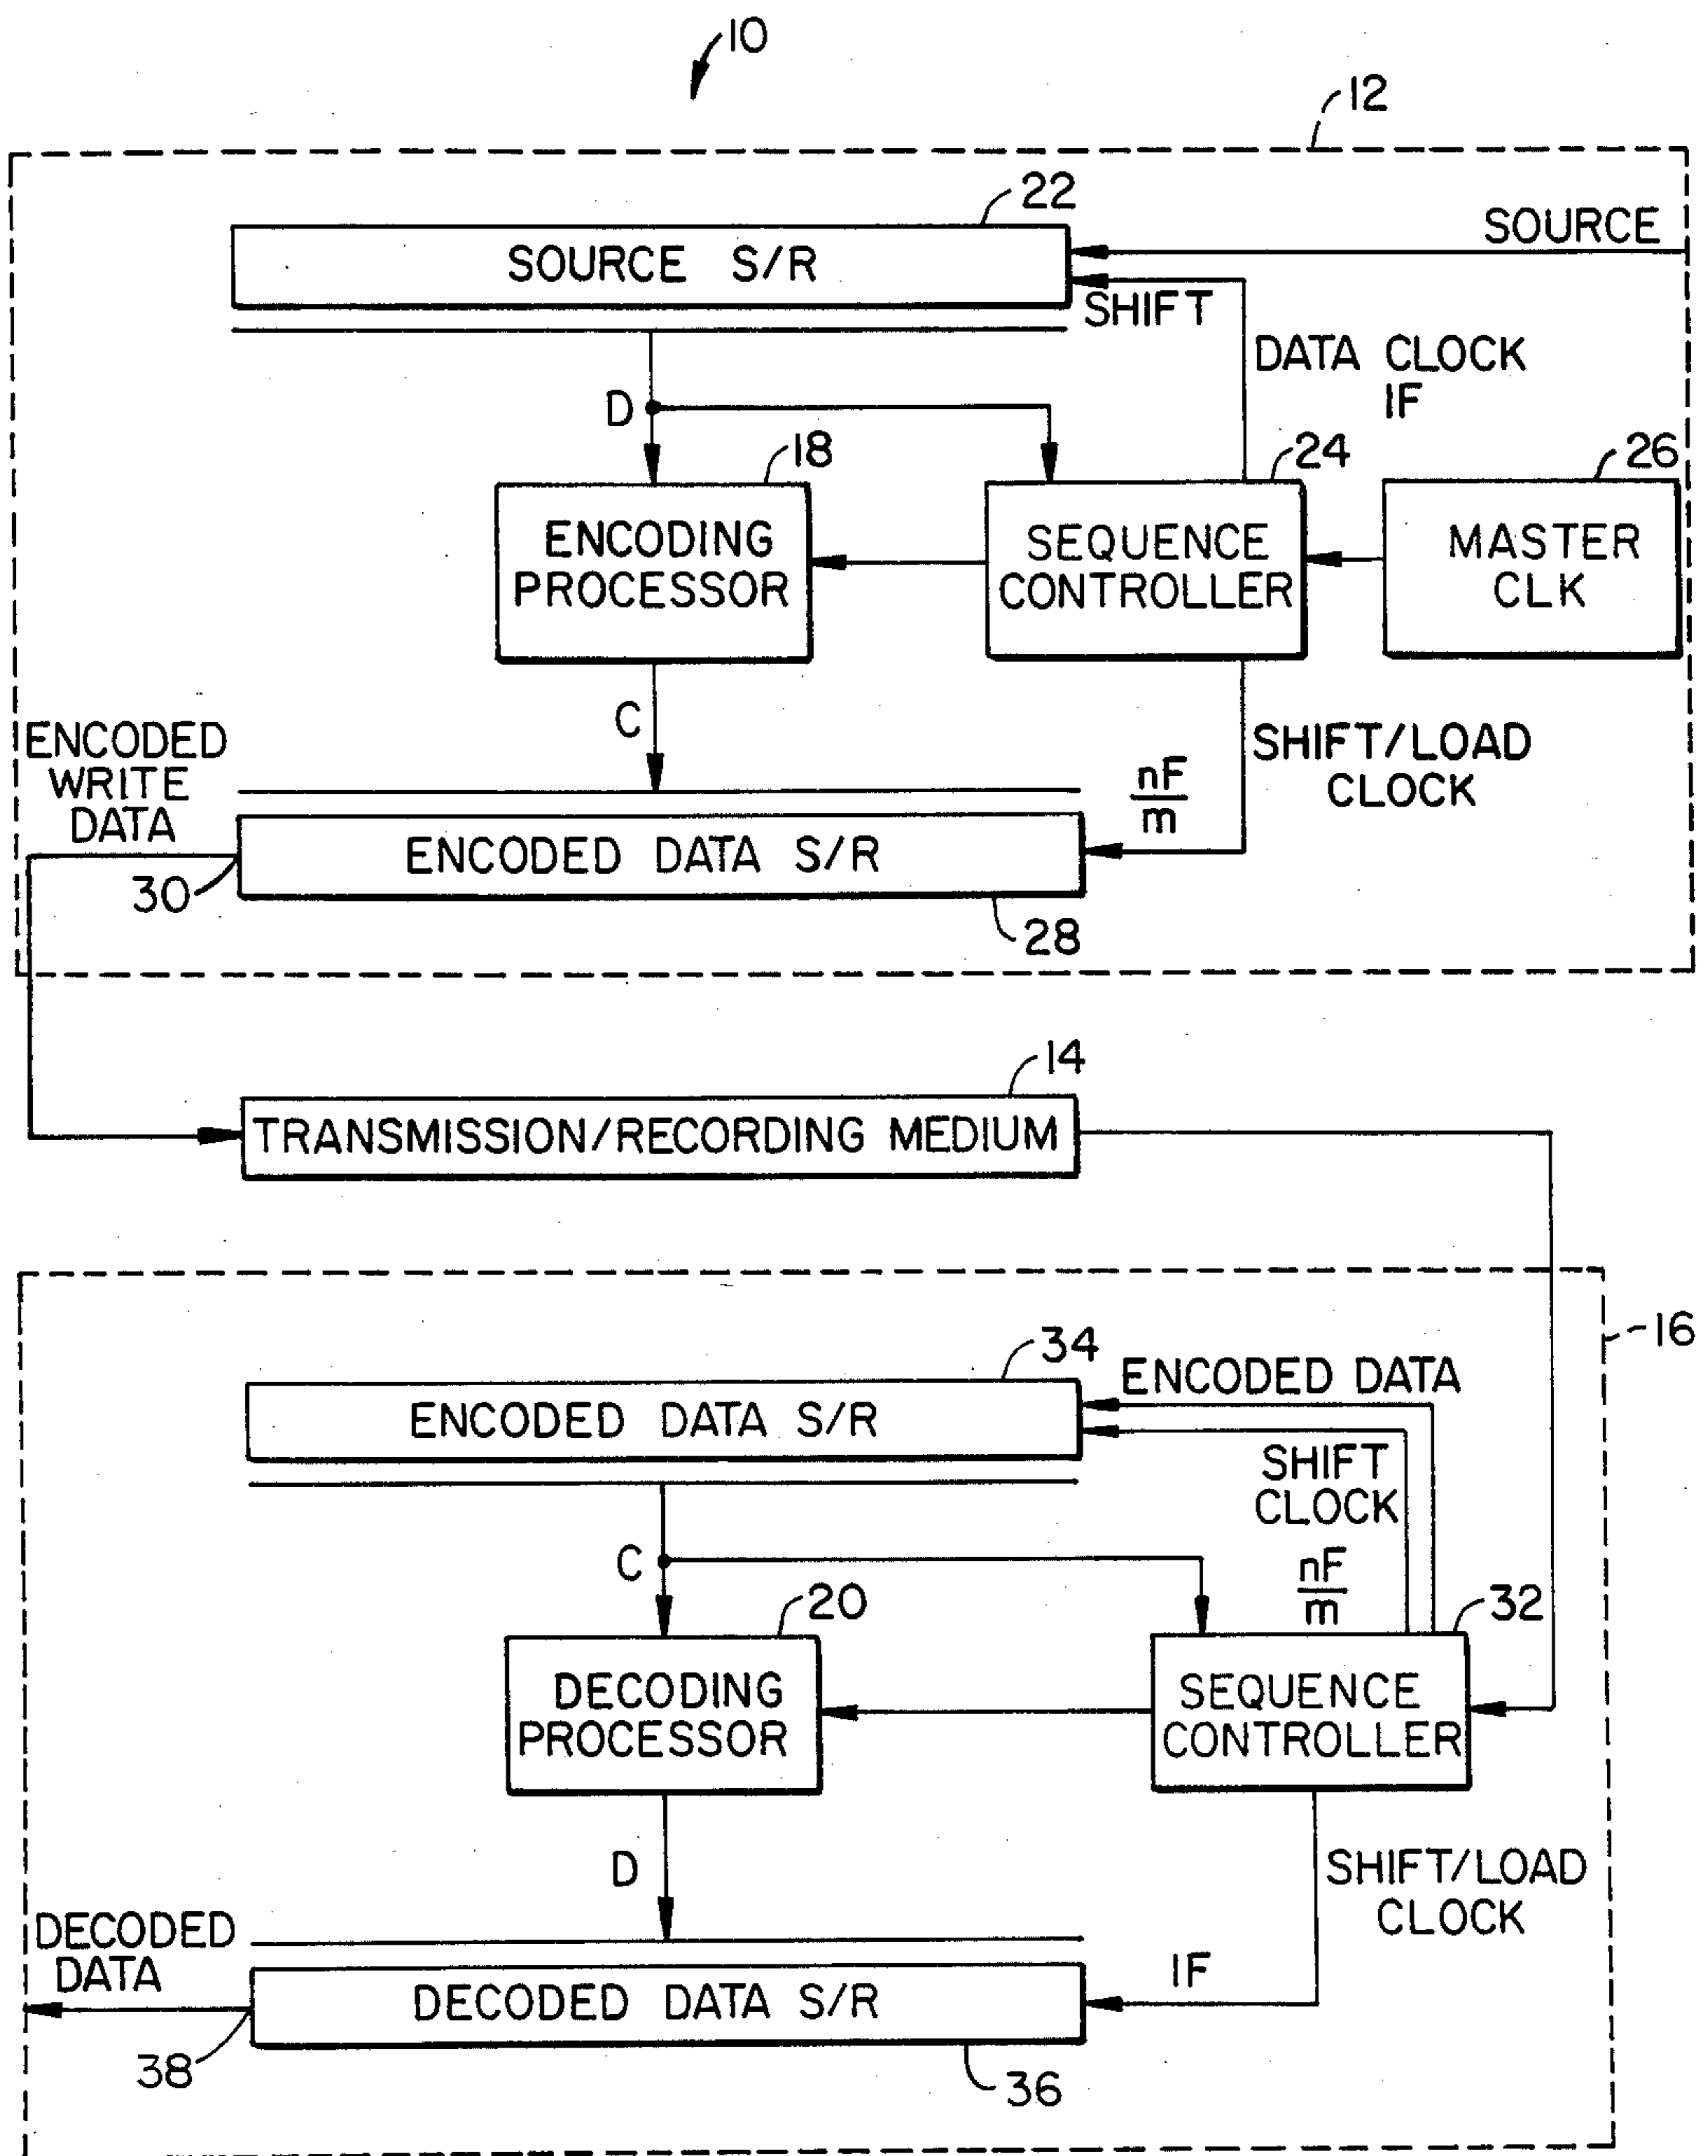 10
12
22
SOURCE
SOURCE S/R
SHIFT
DATA CLOCK
1F
D
18
24
26
ENCODING
PROCESSOR
SEQUENCE
CONTROLLER
MASTER
CLK
C
ENCODED
WRITE
DATA
nF
m
SHIFT/LOAD
CLOCK
ENCODED DATA S/R
30
28
14
TRANSMISSION/RECORDING MEDIUM
16
34
ENCODED DATA
ENCODED DATA S/R
SHIFT
CLOCK
C
nF
m
20
32
DECODING
PROCESSOR
SEQUENCE
CONTROLLER
D
SHIFT/LOAD
CLOCK
DECODED
DATA
1F
DECODED DATA S/R
38
36